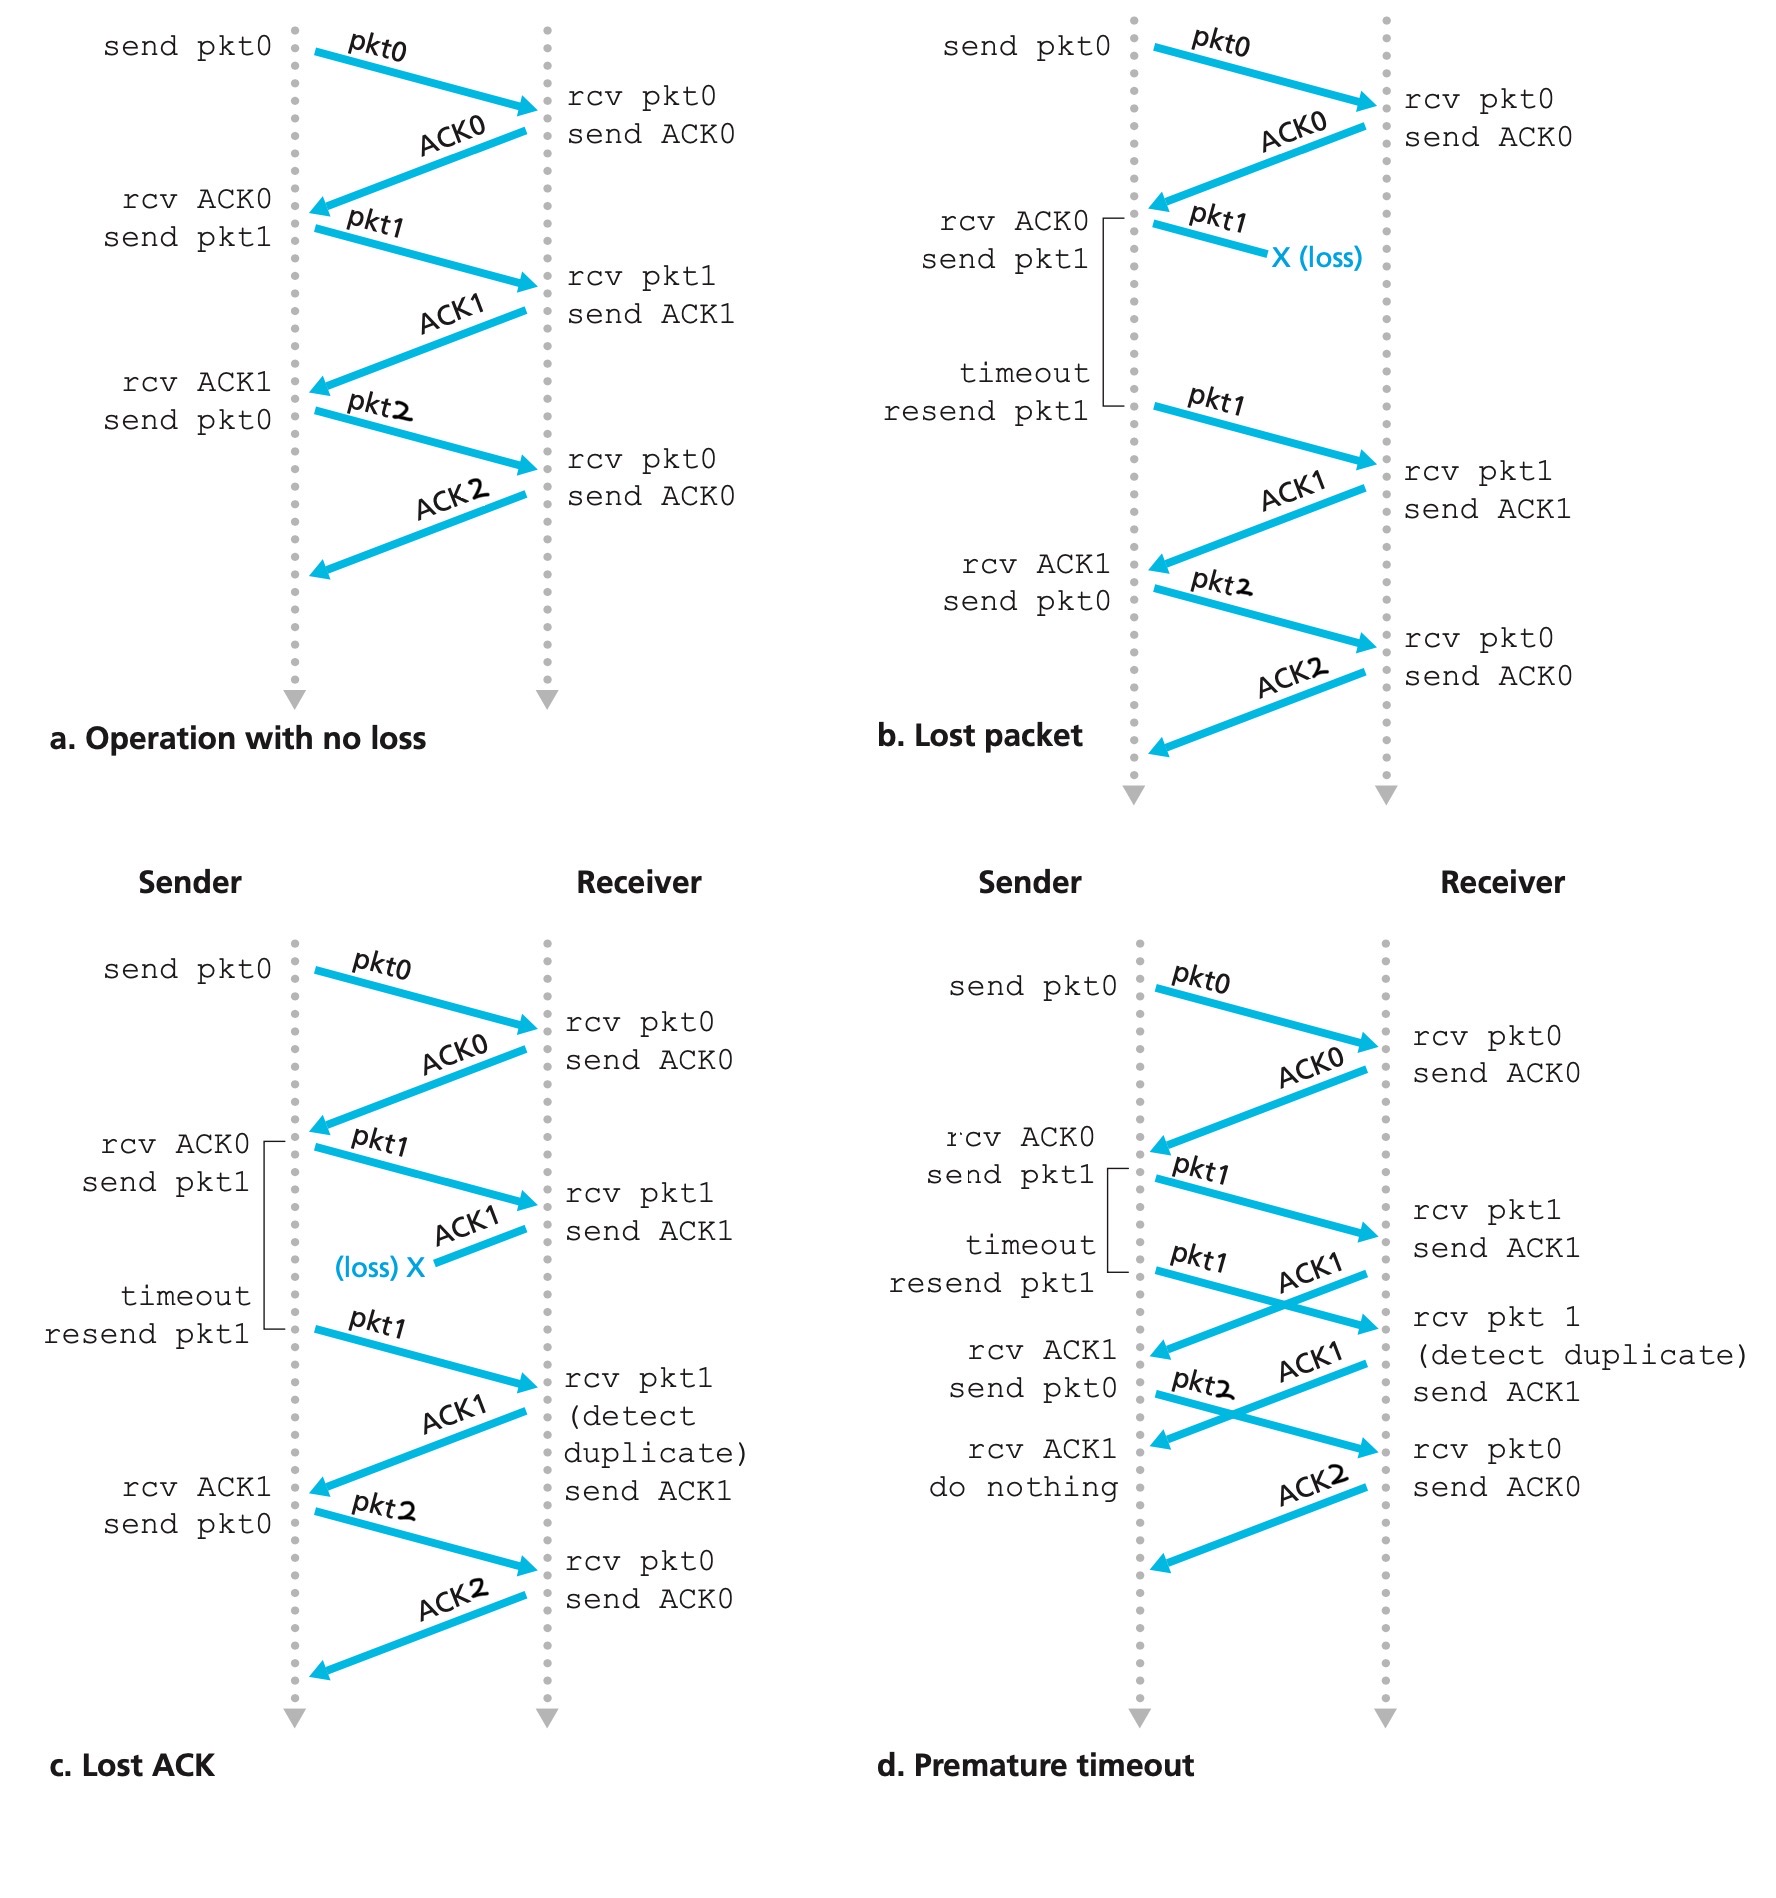 send pkt0
pkt0
rcv pkt0
send ACK0
ACK0
rcv ACK0
send pkt1
pkt1
rcv pkt1
send ACK1
ACK1
rcv ACK1
send pkt0
pkt2
rcv pkt0
send ACK0
ACK2
a. Operation with no loss
send pkt0
pkt0
rcv pkt0
send ACK0
ACK0
rcv ACK0
send pkt1
pkt1
X (loss)
timeout
resend pkt1
pkt1
rcv pkt1
send ACK1
ACK1
rcv ACK1
send pkt0
pkt2
rcv pkt0
send ACK0
ACK2
b. Lost packet
Sender
Receiver
send pkt0
pkt0
rcv pkt0
send ACK0
ACK0
rcv ACK0
send pkt1
pkt1
rcv pkt1
send ACK1
ACK1
(loss) X
timeout
resend pkt1
pkt1
rcv pkt1
(detect
duplicate)
send ACK1
ACK1
rcv ACK1
send pkt0
pkt2
rcv pkt0
send ACK0
ACK2
c. Lost ACK
Sender
Receiver
send pkt0
pkt0
rcv pkt0
send ACK0
ACK0
rcv ACK0
send pkt1
pkt1
rcv pkt1
send ACK1
timeout
resend pkt1
pkt1
ACK1
rcv pkt 1
(detect duplicate)
send ACK1
rcv ACK1
send pkt0
ACK1
pkt2
rcv ACK1
do nothing
rcv pkt0
send ACK0
ACK2
d. Premature timeout